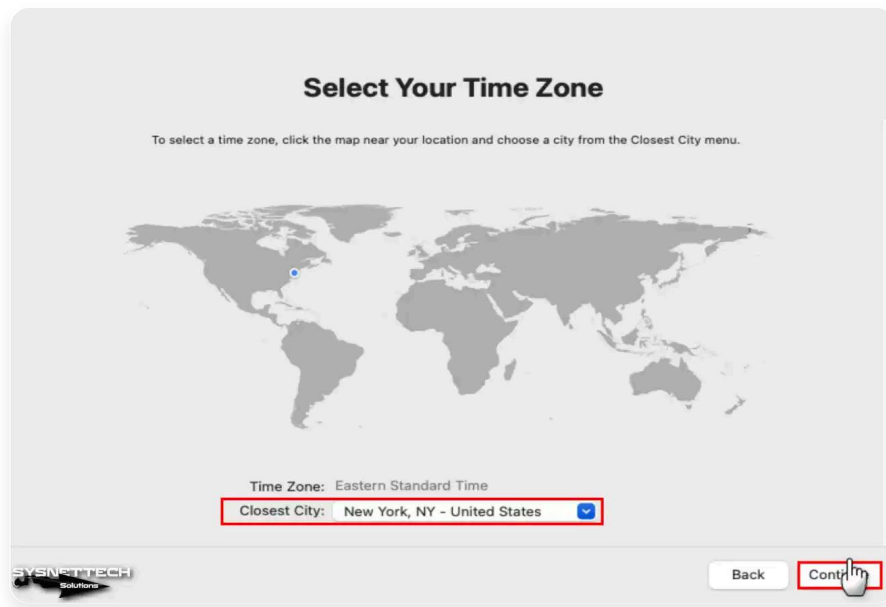 Select Your Time Zone
To select a time zone, click the map near your location and choose a city from the Closest City menu.
Time Zone: Eastern Standard Time
Closest City: New York, NY - United States
SYSNETTECH
Solutions
Back